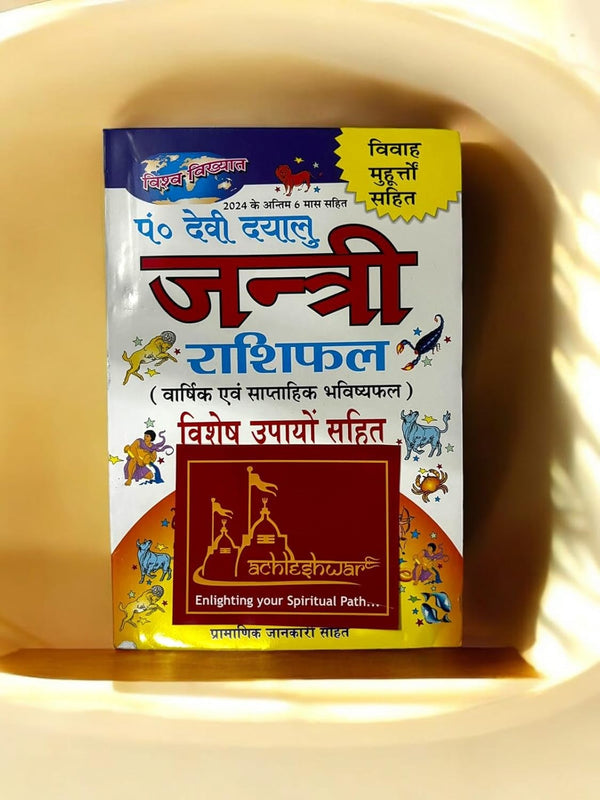 विश्व विख्यात
विवाह
मुहूर्त्तों
सहित
2024 के अन्तिम 6 मास सहित
पं० देवी दयालु
जन्त्री
राशिफल
( वार्षिक एवं साप्ताहिक भविष्यफल )
विशेष उपायों सहित
achleshwar
Enlighting your Spiritual Path...
प्रामाणिक जानकारी सहित